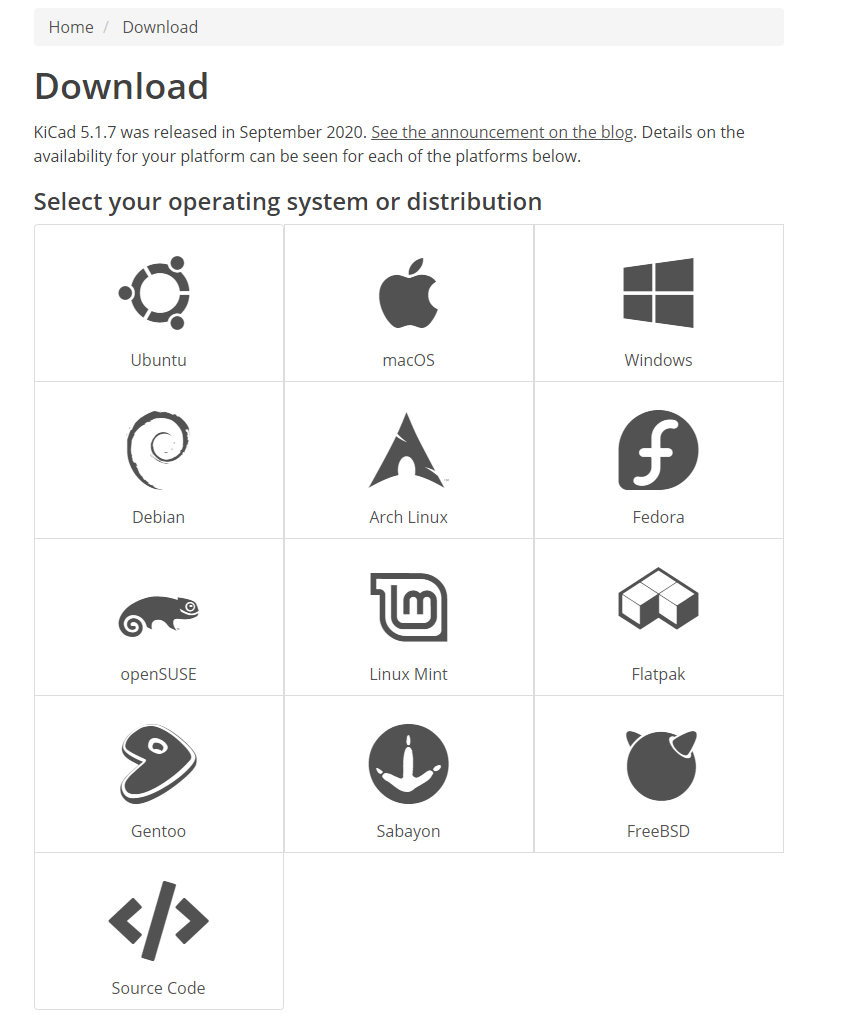 Home / Download
Download
KiCad 5.1.7 was released in September 2020. See the announcement on the blog. Details on the
availability for your platform can be seen for each of the platforms below.
Select your operating system or distribution
Ubuntu
macOS
Windows
Debian
Arch Linux
Fedora
openSUSE
Linux Mint
Flatpak
Gentoo
Sabayon
FreeBSD
Source Code